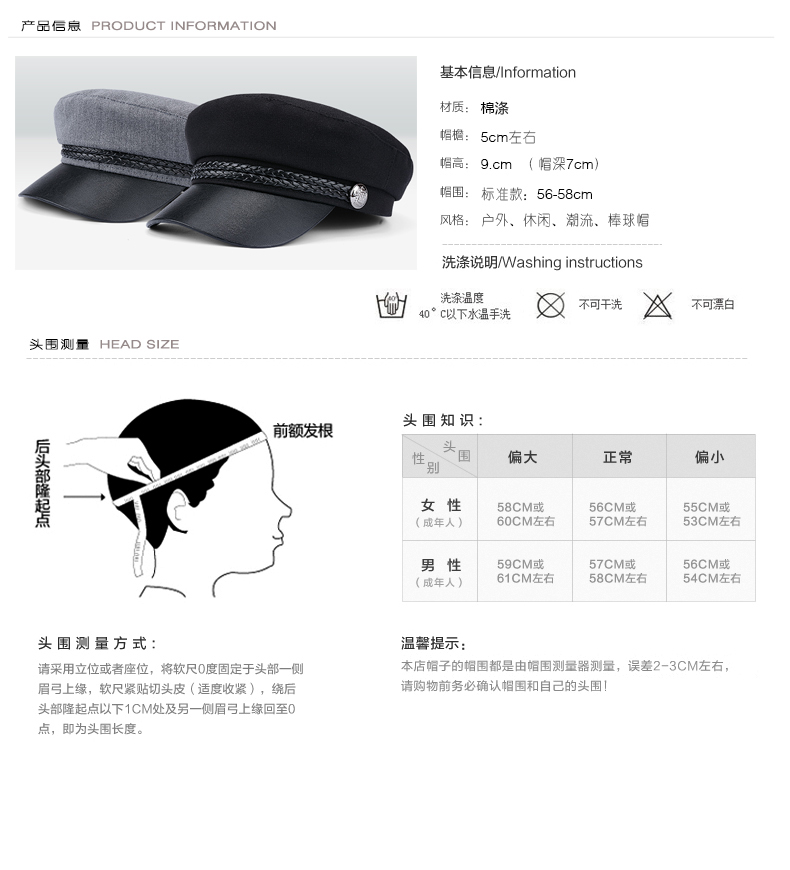 产品信息 PRODUCT INFORMATION
基本信息/Information
材质： 棉涤
帽檐： 5cm左右
帽高： 9.cm （帽深7cm）
帽围： 标准款：56-58cm
风格： 户外、休闲、潮流、棒球帽
洗涤说明/Washing instructions
40°
洗涤温度
40°C以下水温手洗
不可干洗
不可漂白
头围测量 HEAD SIZE
前额发根
后头部隆起点
头围知识：
性别 头围 偏大 正常 偏小
女 性 （成年人） 58CM或 60CM左右 56CM或 57CM左右 55CM或 53CM左右
男 性 （成年人） 59CM或 61CM左右 57CM或 58CM左右 56CM或 54CM左右
头围测量方式：
请采用立位或者座位，将软尺0度固定于头部一侧
眉弓上缘，软尺紧贴切头皮（适度收紧），绕后
头部隆起点以下1CM处及另一侧眉弓上缘回至0
点，即为头围长度。
温馨提示：
本店帽子的帽围都是由帽围测量器测量，误差2-3CM左右，
请购物前务必确认帽围和自己的头围！